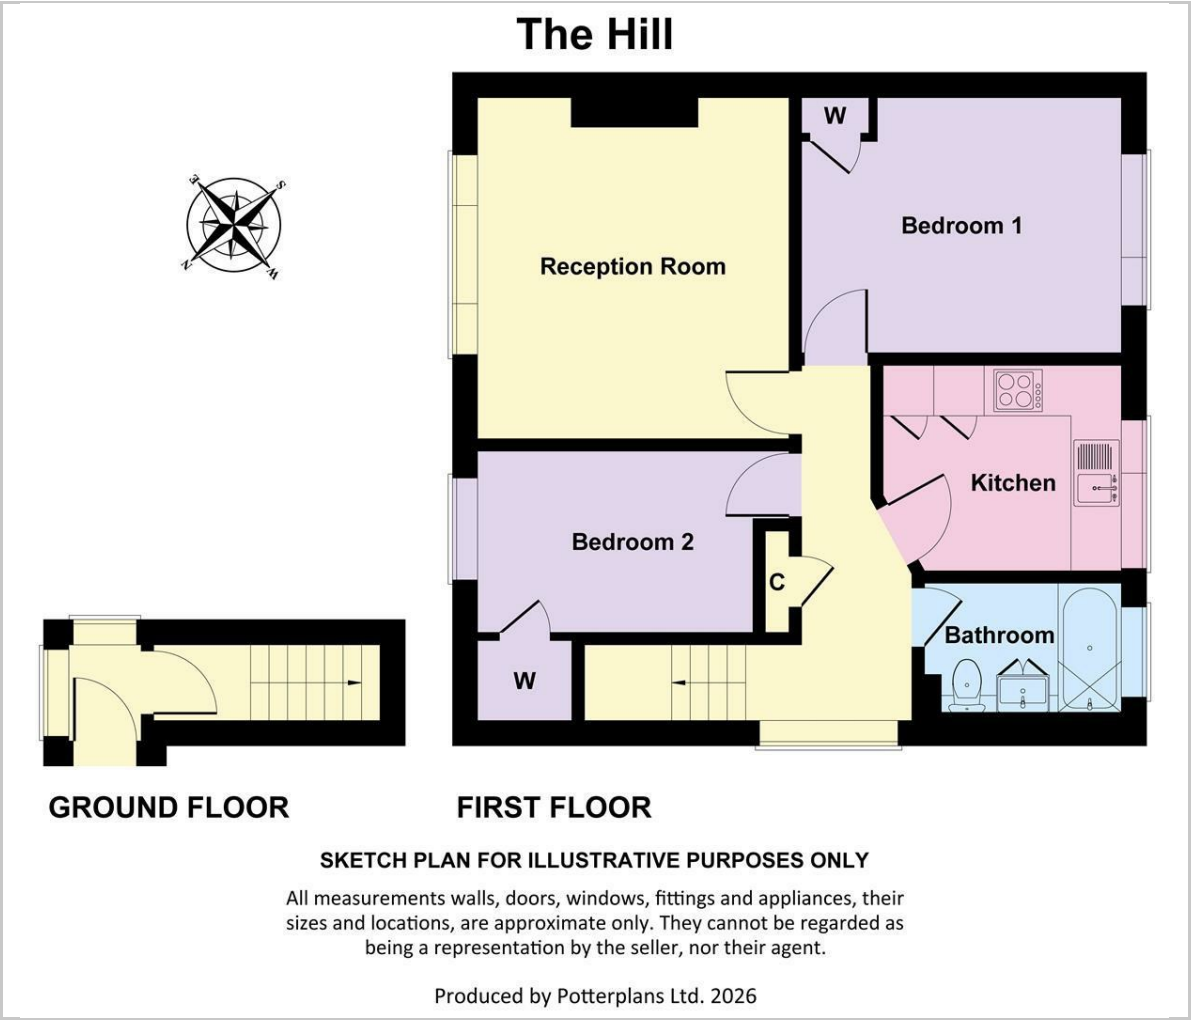 The Hill
W
E
S
N
W
Bedroom 1
Reception Room
Kitchen
Bedroom 2
C
Bathroom
W
GROUND FLOOR
FIRST FLOOR
SKETCH PLAN FOR ILLUSTRATIVE PURPOSES ONLY
All measurements walls, doors, windows, fittings and appliances, their
sizes and locations, are approximate only. They cannot be regarded as
being a representation by the seller, nor their agent.
Produced by Potterplans Ltd. 2026